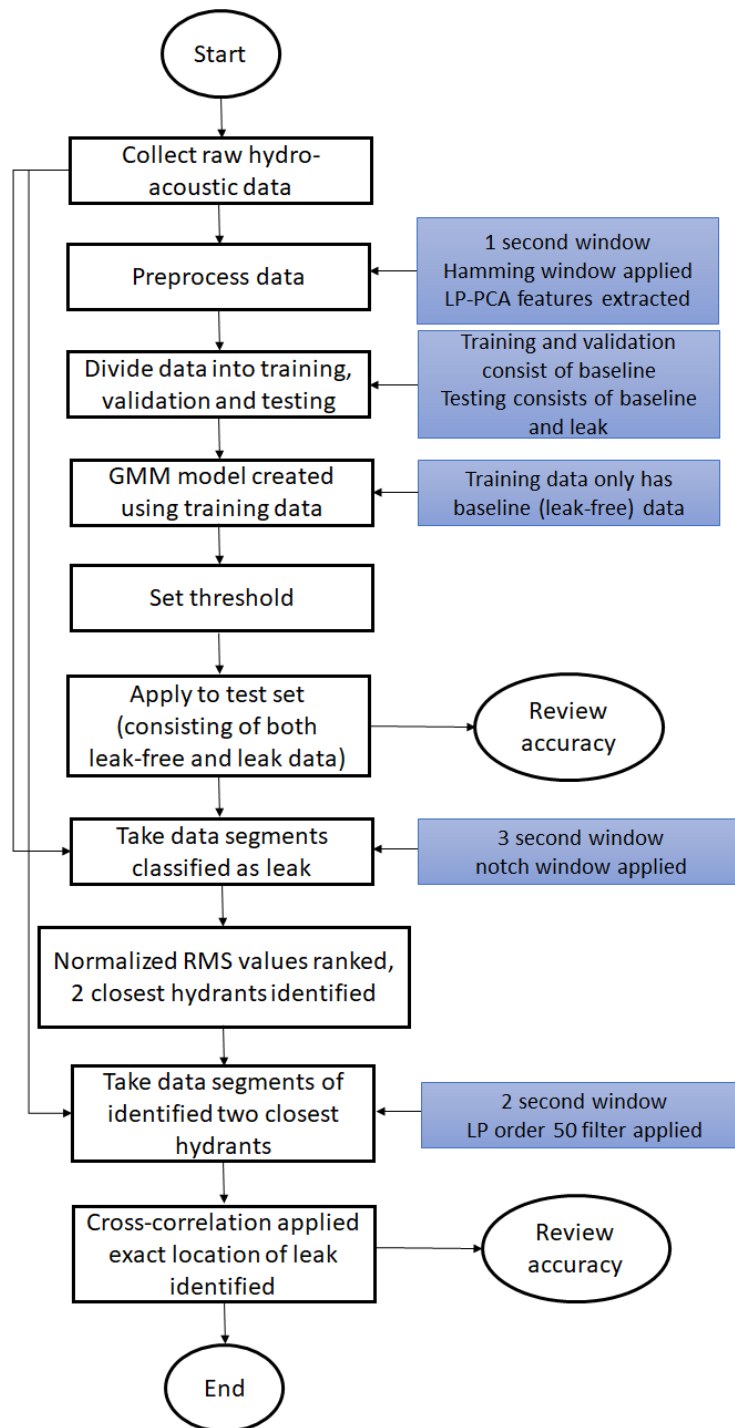 Start
Collect raw hydro-
acoustic data
Preprocess data
1 second window
Hamming window applied
LP-PCA features extracted
Divide data into training,
validation and testing
Training and validation
consist of baseline
Testing consists of baseline
and leak
GMM model created
using training data
Training data only has
baseline (leak-free) data
Set threshold
Apply to test set
(consisting of both
leak-free and leak data)
Review
accuracy
Take data segments
classified as leak
3 second window
notch window applied
Normalized RMS values ranked,
2 closest hydrants identified
Take data segments of
identified two closest
hydrants
2 second window
LP order 50 filter applied
Cross-correlation applied
exact location of leak
identified
Review
accuracy
End